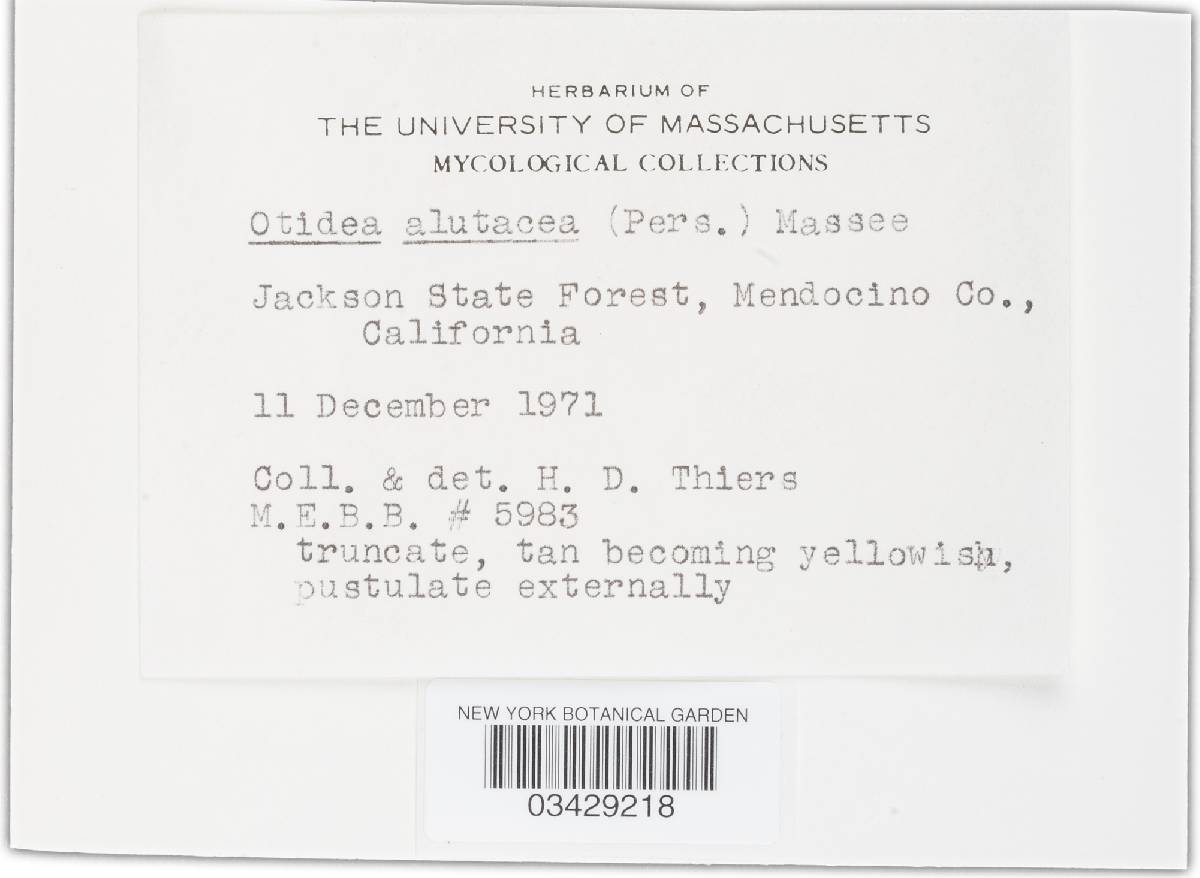 HERBARIUM OF
THE UNIVERSITY OF MASSACHUSETTS
MYCOLOGICAL COLLECTIONS
Otidea alutacea (Pers.) Massee
Jackson State Forest, Mendocino Co.,
California
11 December 1971
Coll. & det. H. D. Thiers
M.E.B.B. # 5983
truncate, tan becoming yellowish,
pustulate externally
NEW YORK BOTANICAL GARDEN
03429218